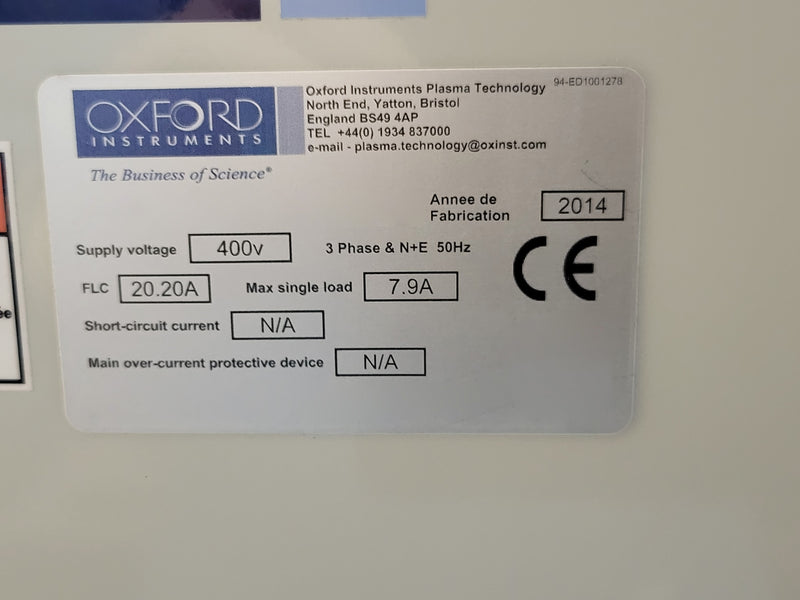 94-ED1001278
OXFORD
INSTRUMENTS
The Business of Science®
Oxford Instruments Plasma Technology
North End, Yatton, Bristol
England BS49 4AP
TEL +44(0) 1934 837000
e-mail - plasma.technology@oxinst.com
Annee de
Fabrication 2014
Supply voltage 400v 3 Phase & N+E 50Hz
CE
FLC 20.20A Max single load 7.9A
Short-circuit current N/A
Main over-current protective device N/A